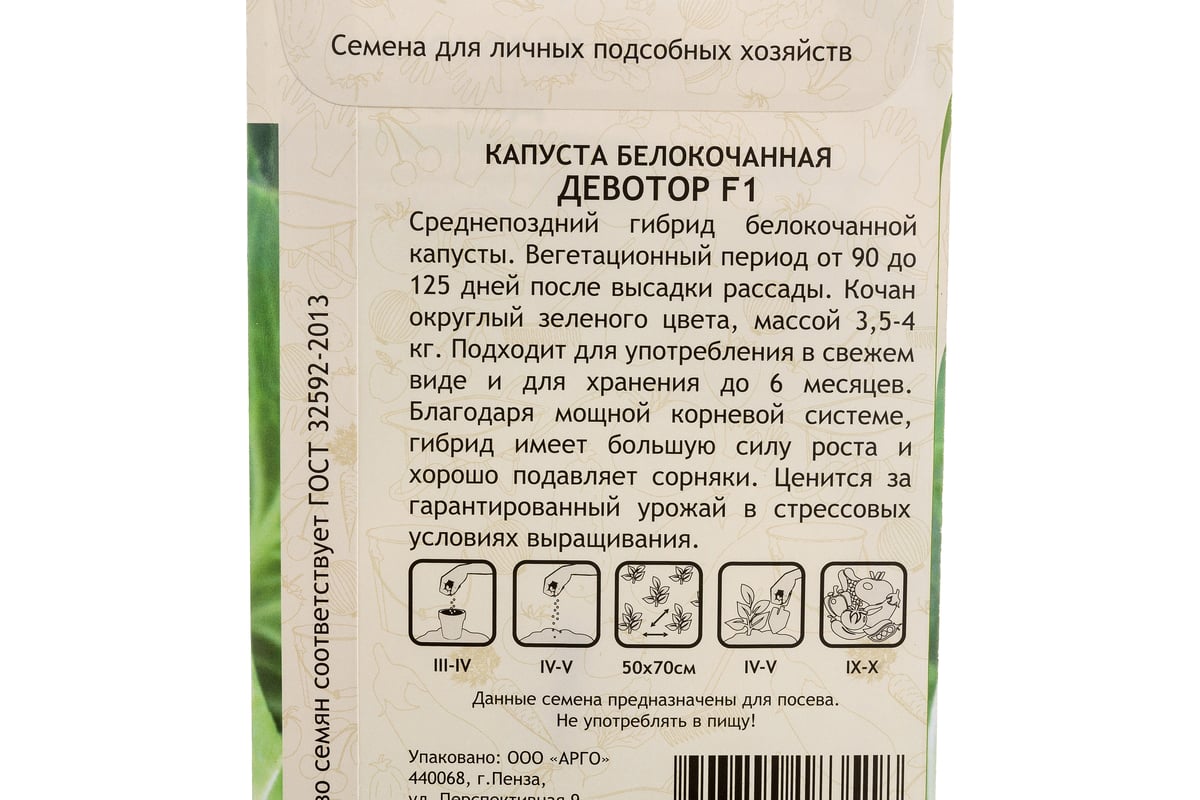 Семена для личных подсобных хозяйств
КАПУСТА БЕЛОКОЧАННАЯ
ДЕВОТОР F1
Среднепоздний гибрид белокочанной
капусты. Вегетационный период от 90 до
125 дней после высадки рассады. Кочан
округлый зеленого цвета, массой 3,5-4
кг. Подходит для употребления в свежем
виде и для хранения до 6 месяцев.
Благодаря мощной корневой системе,
гибрид имеет большую силу роста и
хорошо подавляет сорняки. Ценится за
гарантированный урожай в стрессовых
условиях выращивания.
III-IV IV-V 50х70см IV-V IX-X
Данные семена предназначены для посева.
Не употреблять в пищу!
Упаковано: ООО «АРГО»
440068, г.Пенза,
ул. Перспективная 9
семян соответствует ГОСТ 32592-2013